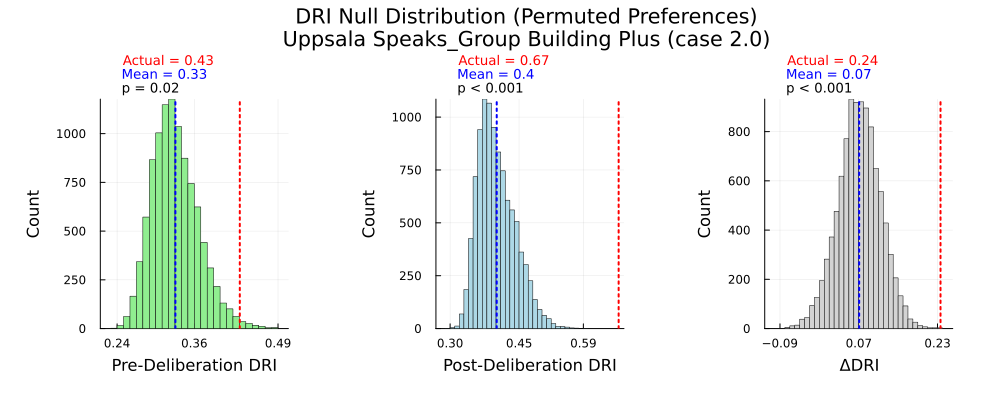 DRI Null Distribution (Permuted Preferences)
Uppsala Speaks_Group Building Plus (case 2.0)
Actual = 0.43
Mean = 0.33
p = 0.02
Count
1000
750
500
250
0
0.24 0.36 0.49
Pre-Deliberation DRI
Actual = 0.67
Mean = 0.4
p < 0.001
Count
1000
750
500
250
0
0.30 0.45 0.59
Post-Deliberation DRI
Actual = 0.24
Mean = 0.07
p < 0.001
Count
800
600
400
200
0
−0.09 0.07 0.23
ΔDRI